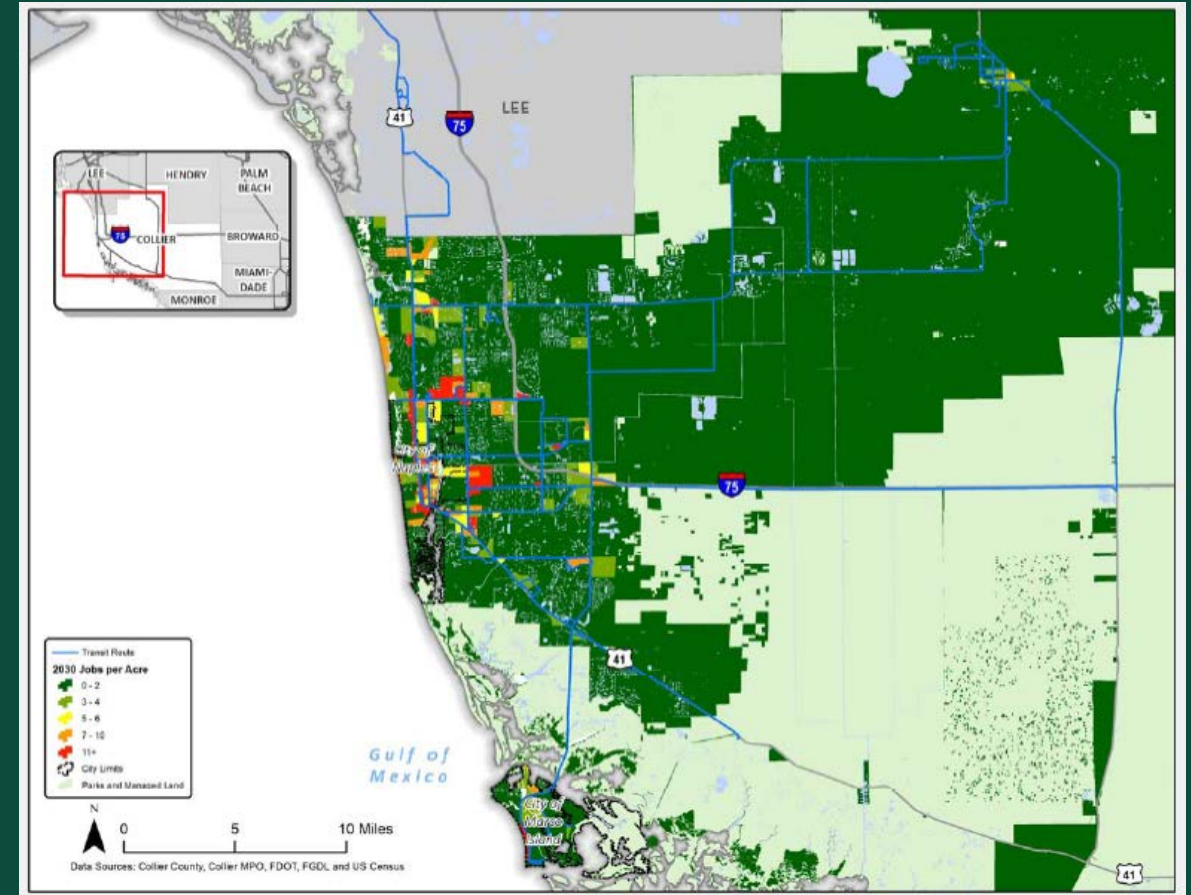 41
75
LEE
LEE
HENDRY
PALM
BEACH
75
COLLIER
BROWARD
MIAMI-
DADE
MONROE
City of
Naples
75
41
Transit Route
2030 Jobs per Acre
0 - 2
3 - 4
5 - 6
7 - 10
11+
City Limits
Parks and Managed Land
Gulf of
Mexico
City of
Marco
Island
N
0 5 10 Miles
Data Sources: Collier County, Collier MPO, FDOT, FGDL and US Census
41